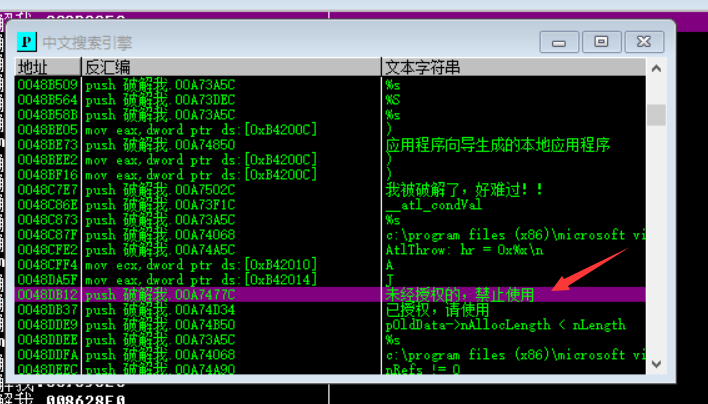 中文搜索引擎
地址 反汇编 文本字符串
0048B509 push 破解我.00A73A5C %s
0048B564 push 破解我.00A73DEC %S
0048B58B push 破解我.00A73A5C %s
0048BE05 mov eax,dword ptr ds:[0xB4200C] )
0048BE73 push 破解我.00A74850 应用程序向导生成的本地应用程序
0048BEE2 mov eax,dword ptr ds:[0xB4200C] )
0048BF16 mov eax,dword ptr ds:[0xB4200C] )
0048C7E7 push 破解我.00A7502C 我被破解了，好难过！！
0048C86E push 破解我.00A73F1C __atl_condVal
0048C873 push 破解我.00A73A5C %s
0048C87F push 破解我.00A74068 c:\program files (x86)\microsoft vi
0048CFE2 push 破解我.00A74A5C AtlThrow: hr = 0x%x\n
0048CFF4 mov ecx,dword ptr ds:[0xB42010] A
0048DA5F mov eax,dword ptr ds:[0xB42014] J
0048DB12 push 破解我.00A7477C 未经授权的，禁止使用
0048DB37 push 破解我.00A74D34 已授权，请使用
0048DDE9 push 破解我.00A74B50 pOldData->nAllocLength < nLength
0048DDEE push 破解我.00A73A5C %s
0048DDFA push 破解我.00A74068 c:\program files (x86)\microsoft vi
0048DEEC push 破解我.00A74A90 nRefs != 0
008628E0